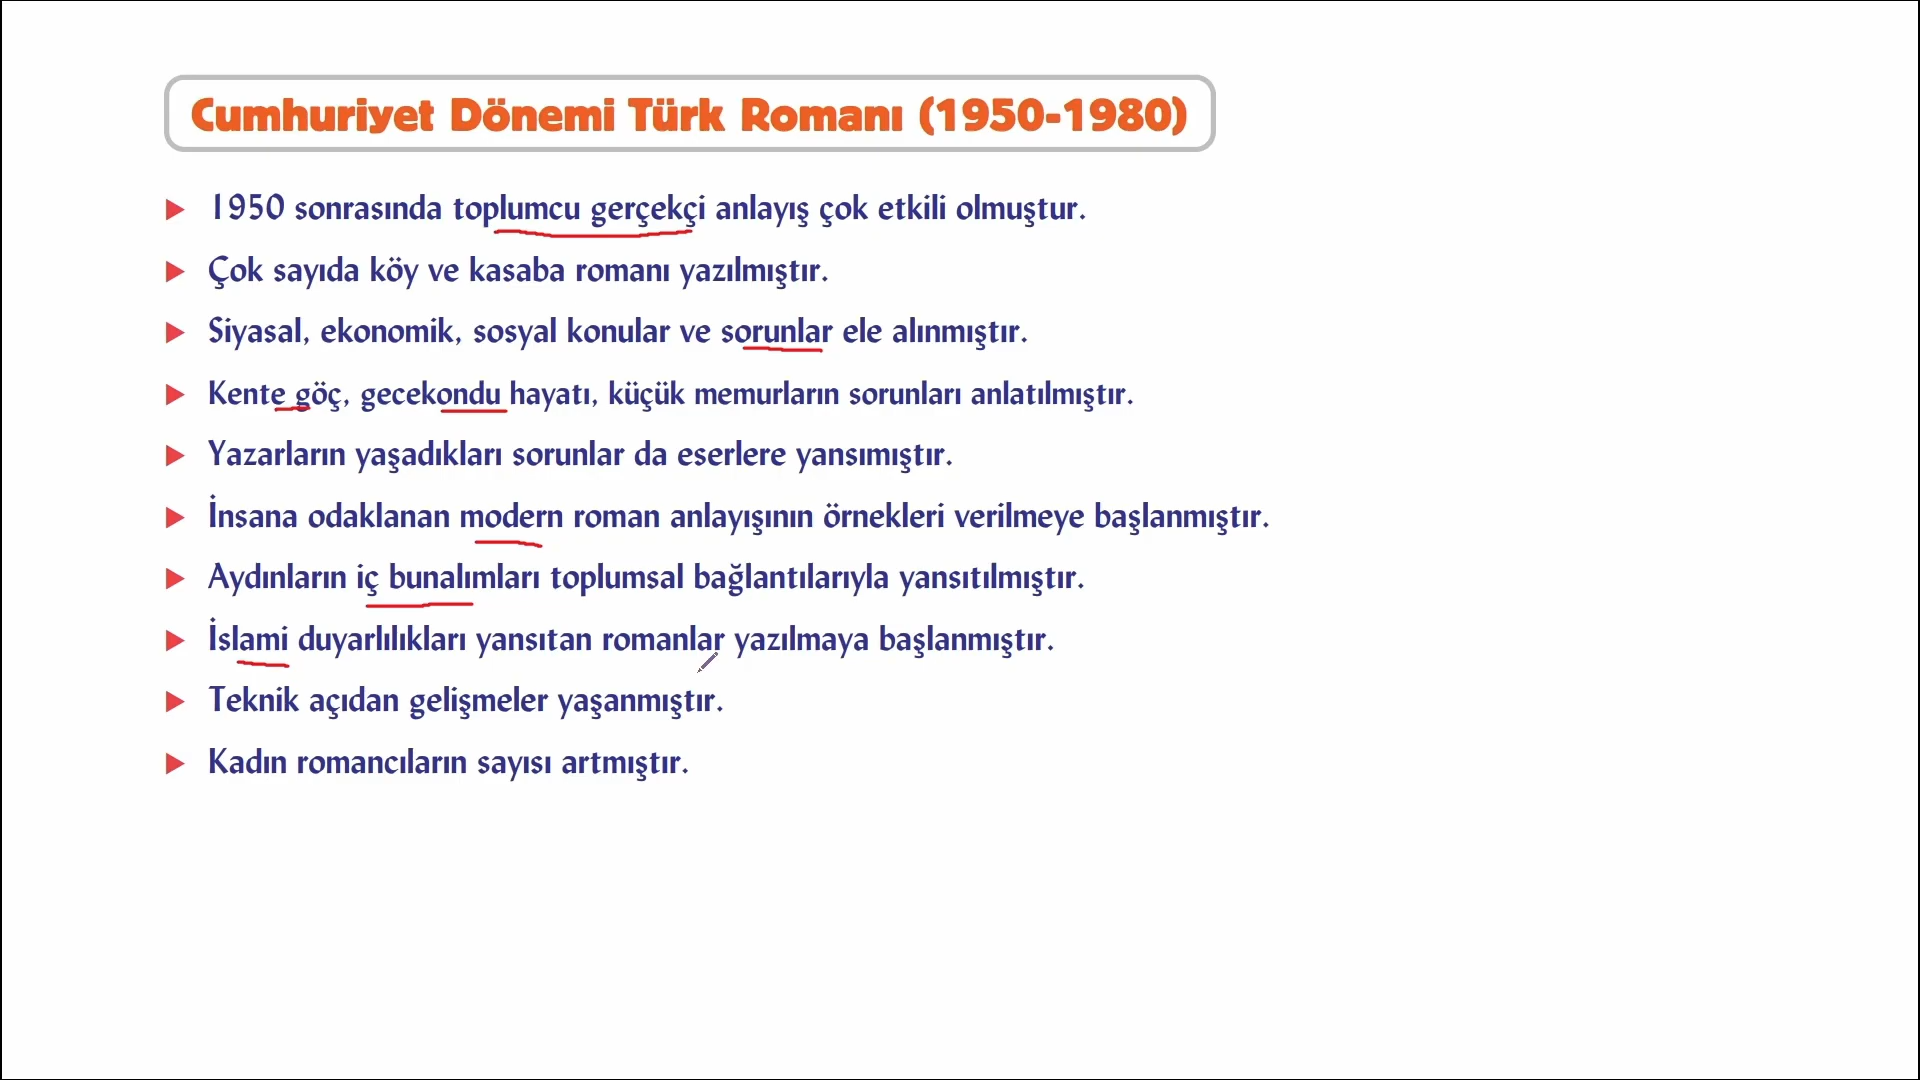 Cumhuriyet Dönemi Türk Romanı (1950-1980)
1950 sonrasında toplumcu gerçekçi anlayış çok etkili olmuştur.
Çok sayıda köy ve kasaba romanı yazılmıştır.
Siyasal, ekonomik, sosyal konular ve sorunlar ele alınmıştır.
Kente göç, gecekondu hayatı, küçük memurların sorunları anlatılmıştır.
Yazarların yaşadıkları sorunlar da eserlere yansımıştır.
İnsana odaklanan modern roman anlayışının örnekleri verilmeye başlanmıştır.
Aydınların iç bunalımları toplumsal bağlantılarıyla yansıtılmıştır.
İslami duyarlılıkları yansıtan romanlar yazılmaya başlanmıştır.
Teknik açıdan gelişmeler yaşanmıştır.
Kadın romancıların sayısı artmıştır.